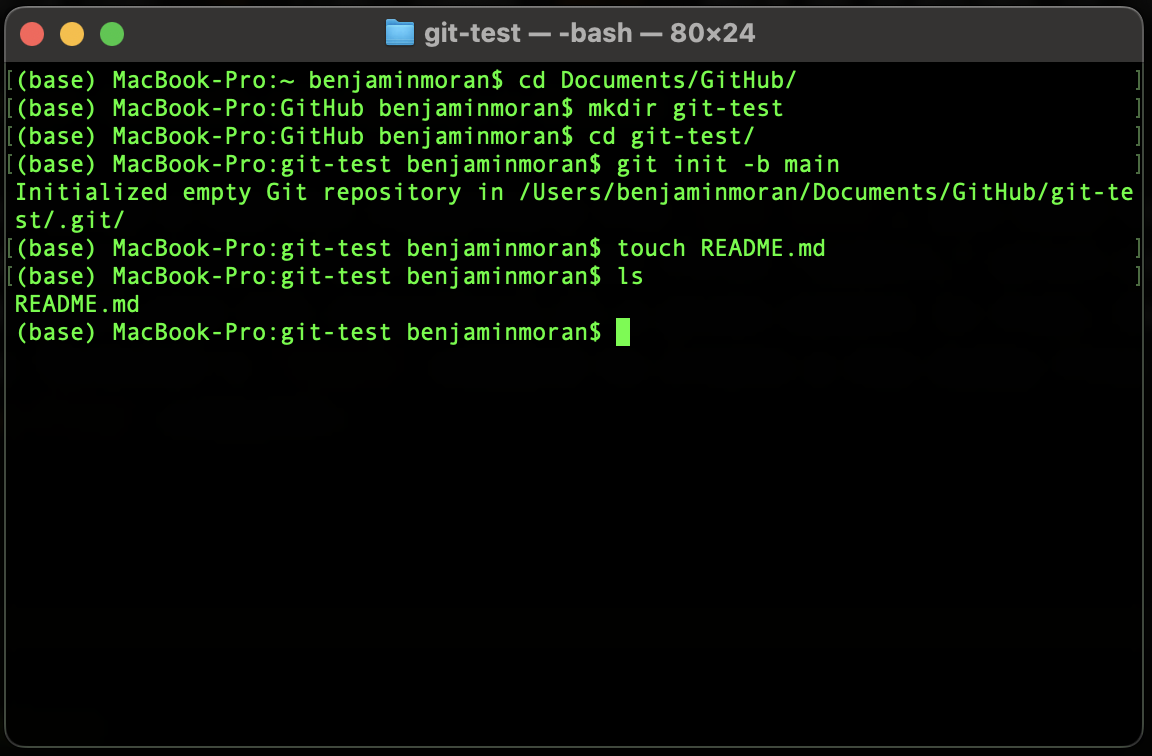 git-test — -bash — 80×24
[(base) MacBook-Pro:~ benjaminmoran$ cd Documents/GitHub/ ]
[(base) MacBook-Pro:GitHub benjaminmoran$ mkdir git-test ]
[(base) MacBook-Pro:GitHub benjaminmoran$ cd git-test/ ]
[(base) MacBook-Pro:git-test benjaminmoran$ git init -b main ]
Initialized empty Git repository in /Users/benjaminmoran/Documents/GitHub/git-te
st/.git/
[(base) MacBook-Pro:git-test benjaminmoran$ touch README.md ]
[(base) MacBook-Pro:git-test benjaminmoran$ ls ]
README.md
(base) MacBook-Pro:git-test benjaminmoran$